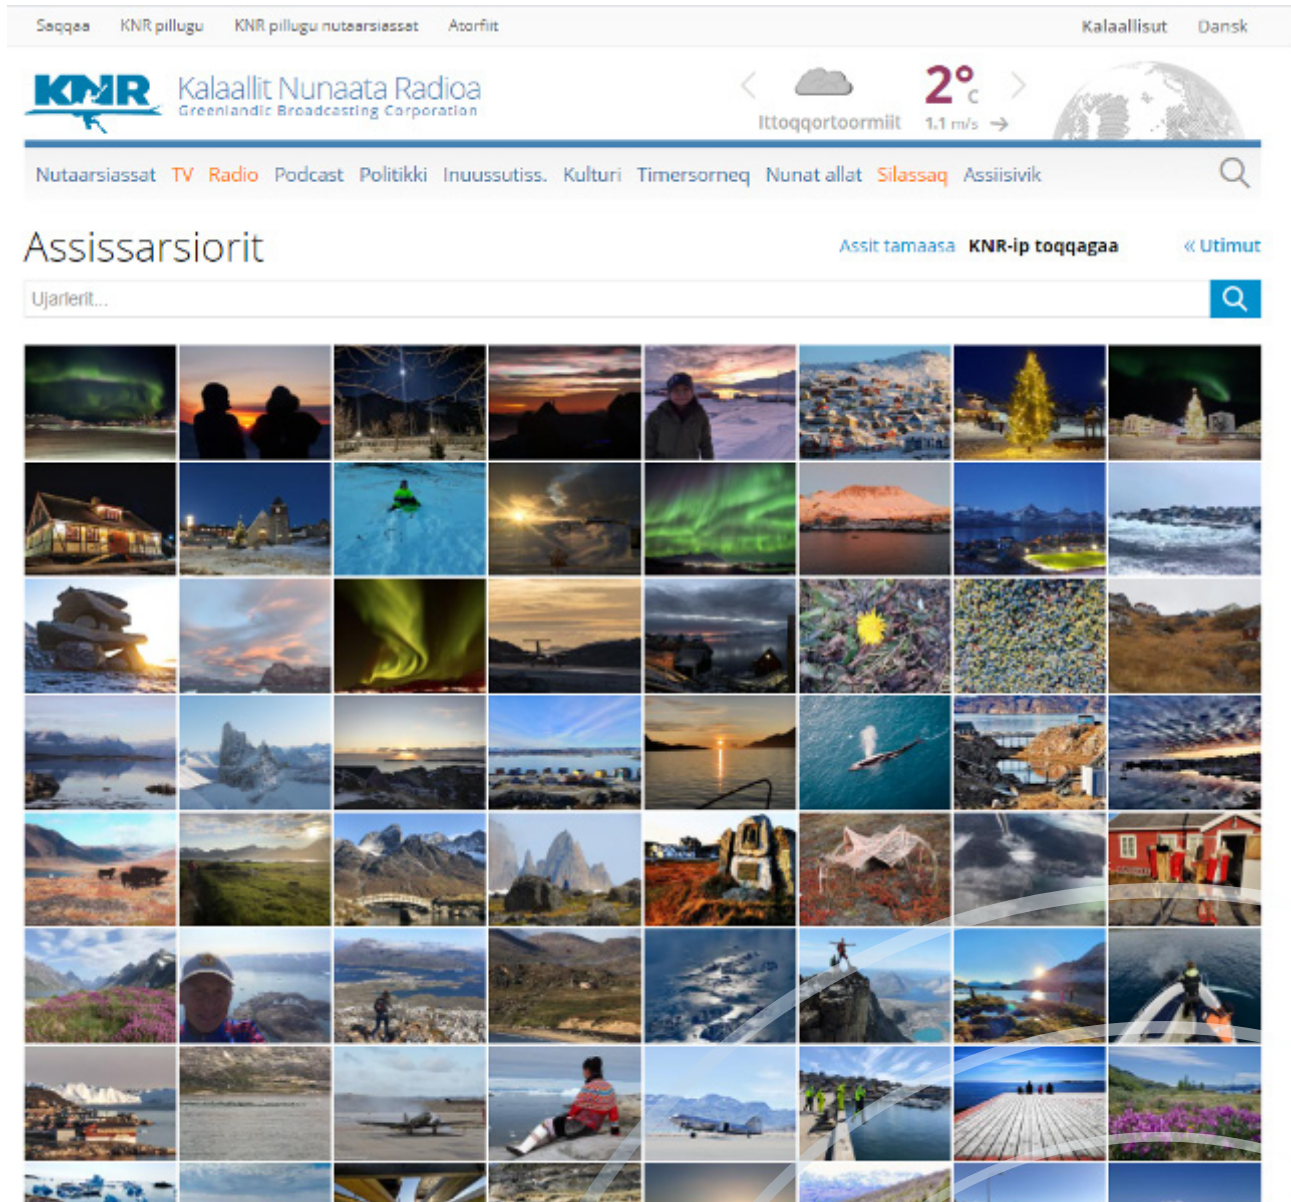 Saqqaa KNR pillugu KNR pillugu nutaarsiassat Atorfiit Kalaallisut Dansk
KNR Kalaallit Nunaata Radioa
Greenlandic Broadcasting Corporation
Ittoqqortoormiit 2° C
1.1 m/s →
Nutaarsiassat TV Radio Podcast Politikki Inuussutiss. Kulturi Timersorneq Nunat allat Silassaq Assiisivik
Assissarsiorit Assit tamaasa KNR-ip toqqagaa « Utimut
Ujarlerit...